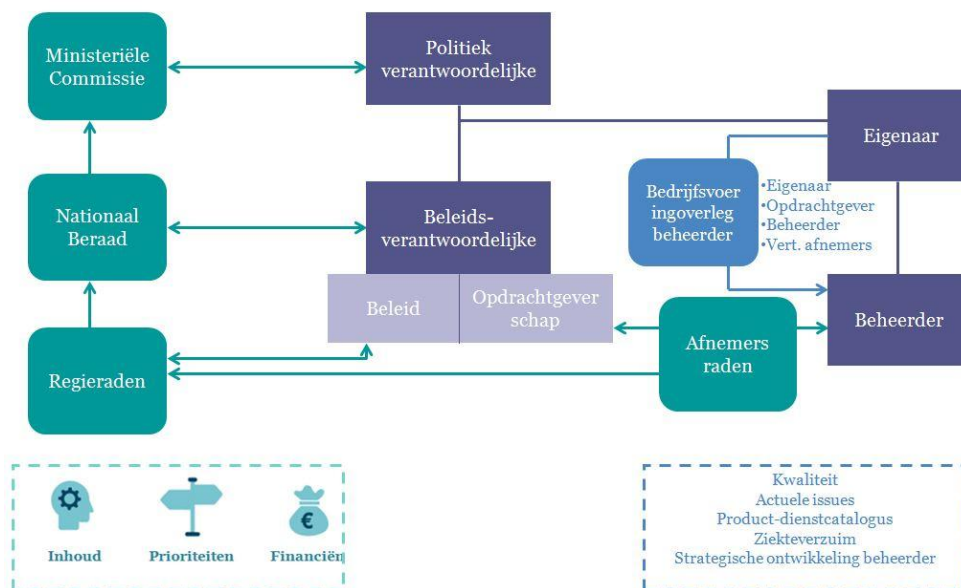 Ministeriële
Commissie
Politiek
verantwoordelijke
Eigenaar
Bedrijfsvoer
ingoverleg
beheerder
•Eigenaar
•Opdrachtgever
•Beheerder
•Vert. afnemers
Nationaal
Beraad
Beleids-
verantwoordelijke
Beleid
Opdrachtgever
schap
Beheerder
Afnemers
raden
Regieraden
Inhoud
Prioriteiten
Financiën
Kwaliteit
Actuele issues
Product-dienstcatalogus
Ziekteverzuim
Strategische ontwikkeling beheerder